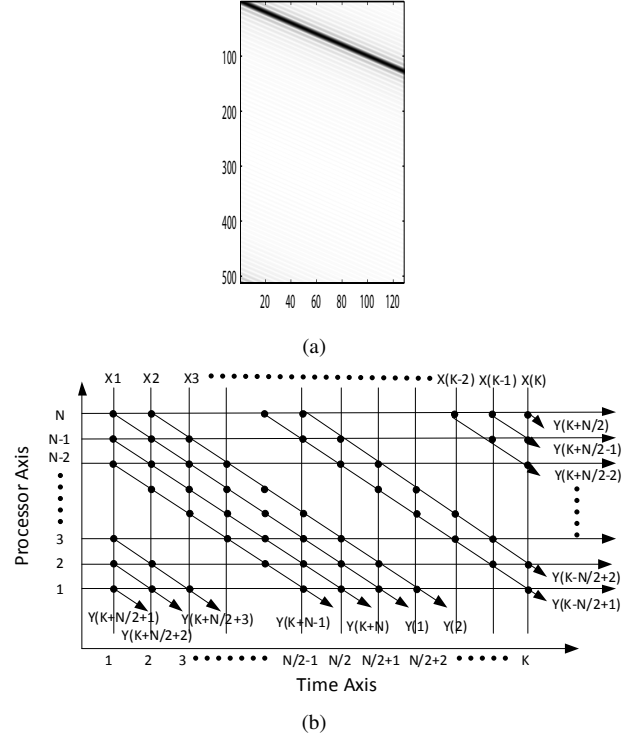 100
200
300
400
500
20 40 60 80 100 120
(a)
X1 X2 X3 X(K-2) X(K-1) X(K)
N
Y(K+N/2)
N-1
Y(K+N/2-1)
N-2
Y(K+N/2-2)
Processor Axis
3
2
Y(K-N/2+2)
1
Y(K-N/2+1)
Y(K+N/2+1) Y(K+N/2+3) Y(K+N-1) Y(K+N) Y(1) Y(2)
Y(K+N/2+2)
1 2 3 N/2-1 N/2 N/2+1 N/2+2 K
Time Axis
(b)